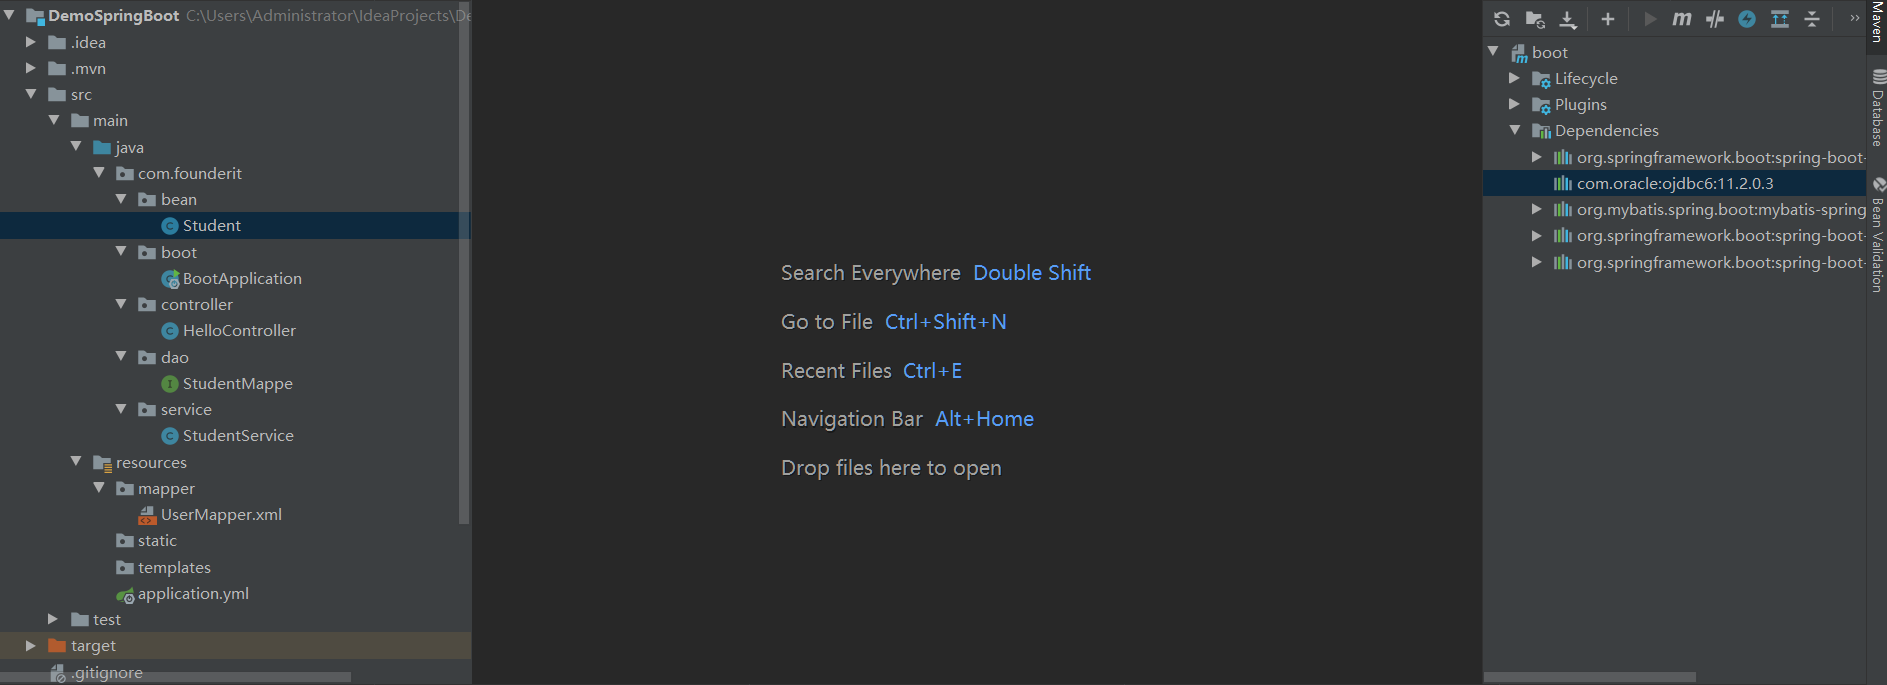 DemoSpringBoot C:\Users\Administrator\IdeaProjects\De
.idea
.mvn
src
main
java
com.founderit
bean
Student
boot
BootApplication
controller
HelloController
dao
StudentMappe
service
StudentService
resources
mapper
UserMapper.xml
static
templates
application.yml
test
target
.gitignore
Search Everywhere Double Shift
Go to File Ctrl+Shift+N
Recent Files Ctrl+E
Navigation Bar Alt+Home
Drop files here to open
boot
Lifecycle
Plugins
Dependencies
org.springframework.boot:spring-boot-
com.oracle:ojdbc6:11.2.0.3
org.mybatis.spring.boot:mybatis-spring
org.springframework.boot:spring-boot-
org.springframework.boot:spring-boot-
Maven
Database
Bean Validation